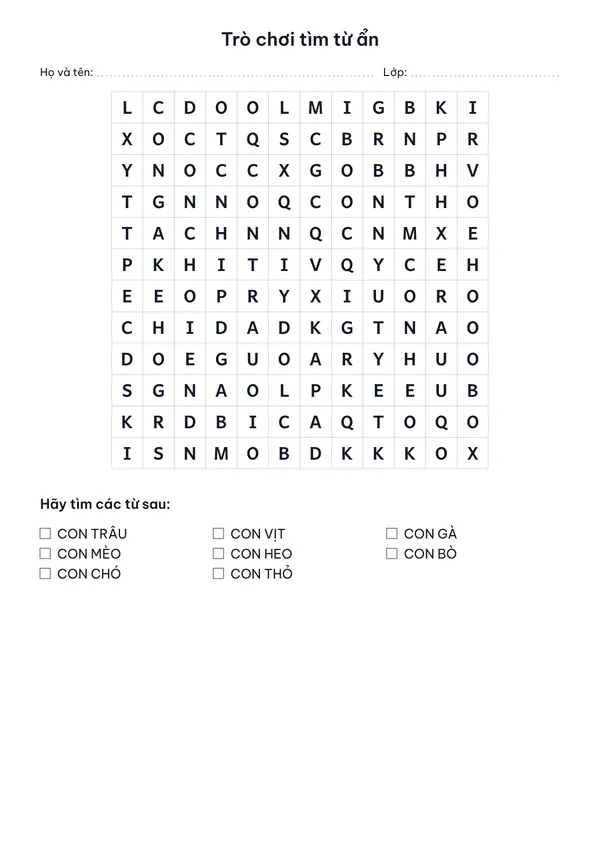 Trò chơi tìm từ ẩn
Họ và tên: Lớp:
L C D O O L M I G B K I
X O C T Q S C B R N P R
Y N O C C X G O B B H V
T G N N O Q C O N T H O
T A C H N N Q C N M X E
P K H I T I V Q Y C E H
E E O P R Y X I U O R O
C H I D A D K G T N A O
D O E G U O A R Y H U O
S G N A O L P K E E U B
K R D B I C A Q T O Q O
I S N M O B D K K K O X
Hãy tìm các từ sau:
CON TRÂU CON VỊT CON GÀ
CON MÈO CON HEO CON BÒ
CON CHÓ CON THỎ